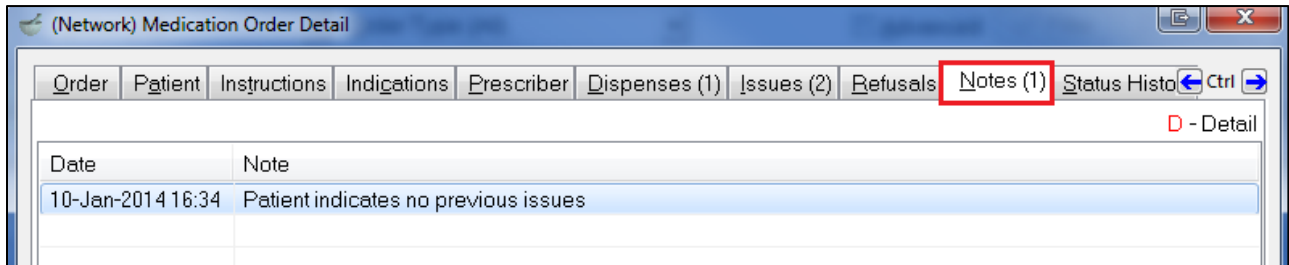 (Network) Medication Order Detail
Order Patient Instructions Indications Prescriber Dispenses (1) Issues (2) Refusals Notes (1) Status Histo Ctrl
D - Detail
Date Note
10-Jan-2014 16:34 Patient indicates no previous issues